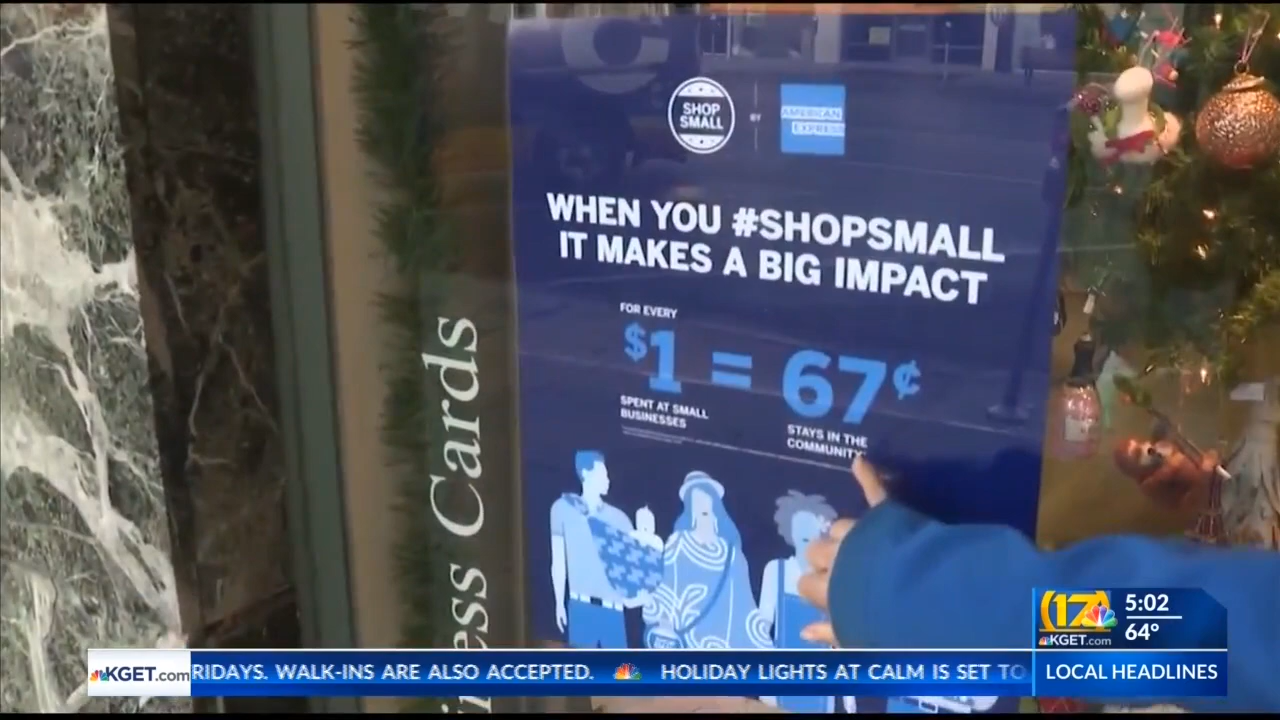 SHOP
SMALL
BY
AMERICAN
EXPRESS
WHEN YOU #SHOPSMALL
IT MAKES A BIG IMPACT
FOR EVERY
$1 = 67¢
SPENT AT SMALL
BUSINESSES
STAYS IN THE
COMMUNITY
ess Cards
17
KGET.com
5:02
64°
KGET.com
RIDAYS. WALK-INS ARE ALSO ACCEPTED.
HOLIDAY LIGHTS AT CALM IS SET TO
LOCAL HEADLINES